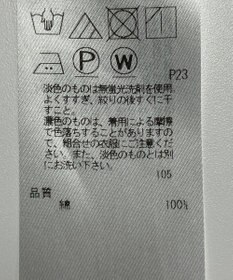 P W P23
淡色のものは無蛍光洗剤を使用、
よくすすぎ、絞りの後すぐに干
すこと。
濃色のものは、着用による摩擦
で色落ちすることがありますの
で、組合せの衣服にご注意くだ
さい。また、淡色のものとは別
にお洗い下さい。
105
品質
綿 100%